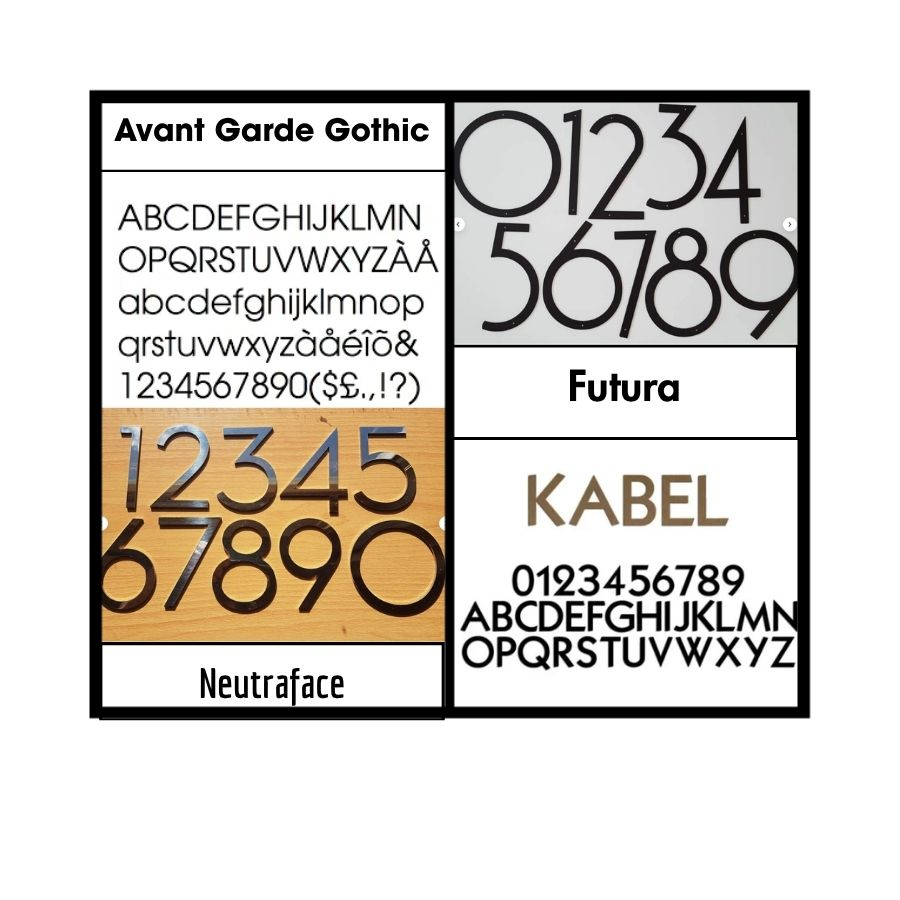 Avant Garde Gothic
ABCDEFGHIJKLMN
OPQRSTUVWXYZÀÅ
abcdefghijklmnop
qrstuvwxyzàåéîõ&
1234567890($£.,!?)
12345
67890
Neutraface
01234
56789
Futura
KABEL
0123456789
ABCDEFGHIJKLMN
OPQRSTUVWXYZ